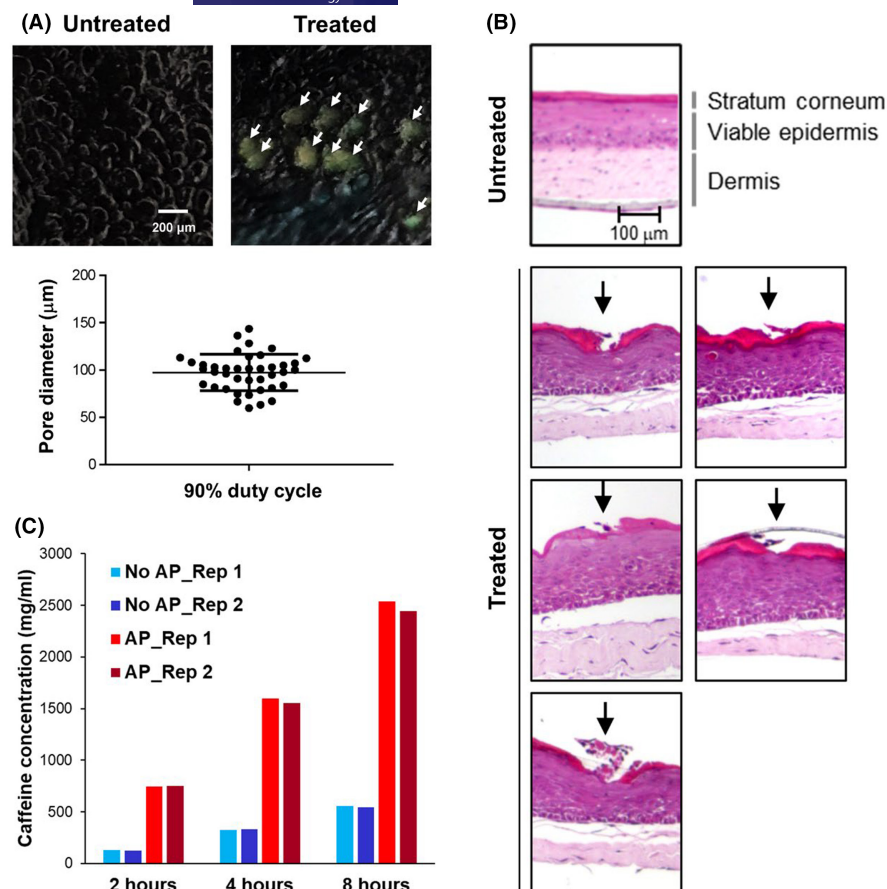 (A) Untreated Treated
200 μm
Pore diameter (μm)
200
150
100
50
0
90% duty cycle
(B)
Untreated
Stratum corneum
Viable epidermis
Dermis
100 μm
Treated
(C)
Caffeine concentration (mg/ml)
3000
2500
2000
1500
1000
500
0
No AP_Rep 1
No AP_Rep 2
AP_Rep 1
AP_Rep 2
2 hours 4 hours 8 hours